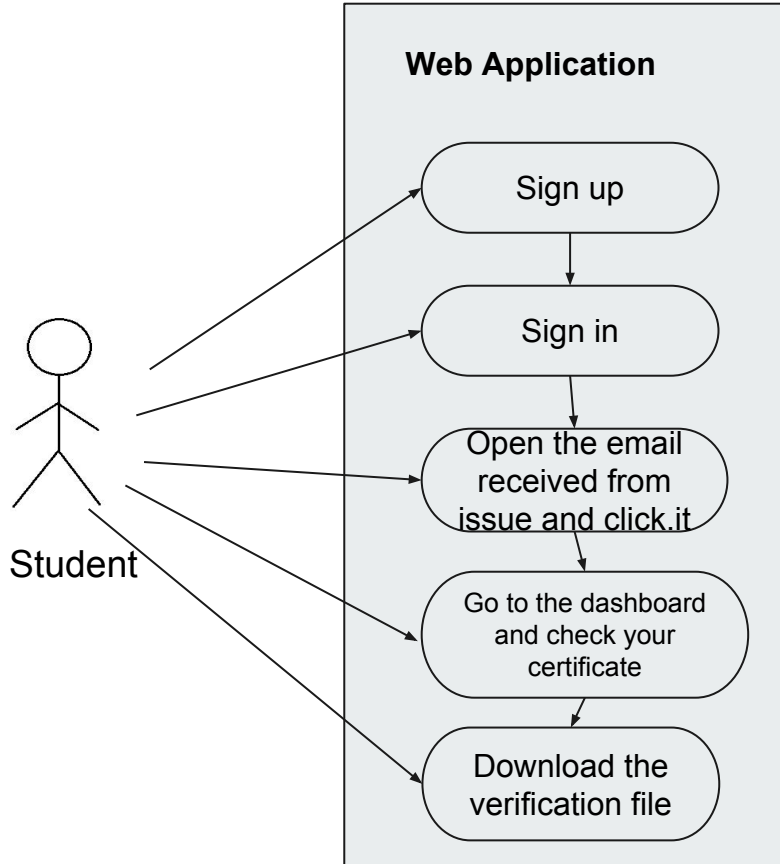 Web Application
Sign up
Sign in
Open the email
received from
issue and click.it
Student
Go to the dashboard
and check your
certificate
Download the
verification file